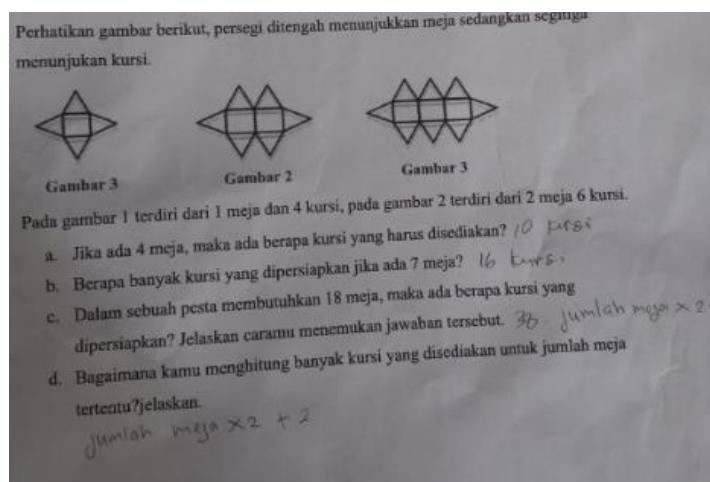 Perhatikan gambar berikut, persegi ditengah menunjukkan meja sedangkan segitiga
menunjukan kursi.
Gambar 3
Gambar 2
Gambar 3
Pada gambar 1 terdiri dari 1 meja dan 4 kursi, pada gambar 2 terdiri dari 2 meja 6 kursi.
a. Jika ada 4 meja, maka ada berapa kursi yang harus disediakan? 10 kursi
b. Berapa banyak kursi yang dipersiapkan jika ada 7 meja? 16 kursi
c. Dalam sebuah pesta membutuhkan 18 meja, maka ada berapa kursi yang
dipersiapkan? Jelaskan caramu menemukan jawaban tersebut. 38 jumlah meja x 2
d. Bagaimana kamu menghitung banyak kursi yang disediakan untuk jumlah meja
tertentu?jelaskan.
jumlah meja x 2 + 2